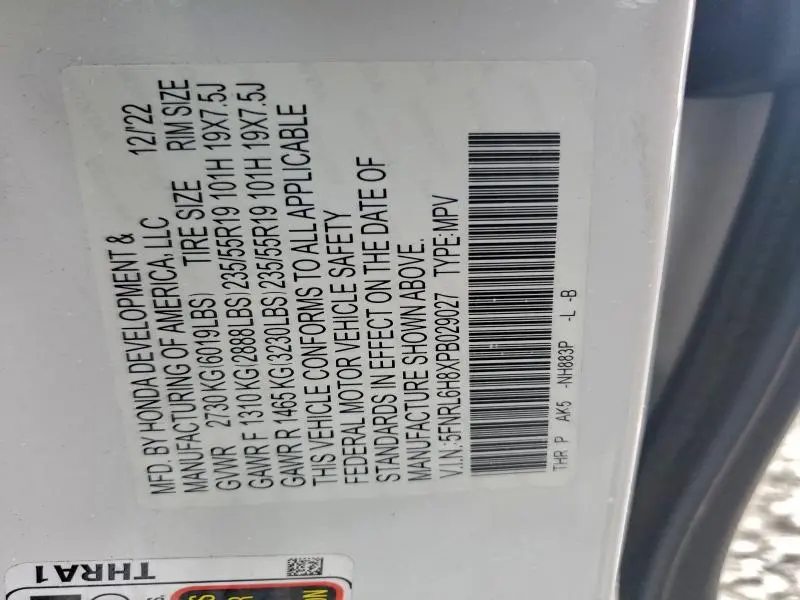 MFD. BY HONDA DEVELOPMENT & 12/'22
MANUFACTURING OF AMERICA, LLC
GVWR 2730 KG(6019LBS) TIRE SIZE RIM SIZE
GAWR F 1310 KG(2888LBS)235/55R19 101H 19X7.5J
GAWR R 1465 KG(3230LBS)235/55R19 101H 19X7.5J
THIS VEHICLE CONFORMS TO ALL APPLICABLE
FEDERAL MOTOR VEHICLE SAFETY
STANDARDS IN EFFECT ON THE DATE OF
MANUFACTURE SHOWN ABOVE.
V.I.N.:5FNRL6H8XPB029027 TYPE:MPV
THR P AK5 -NH883P -L -B
THRA1